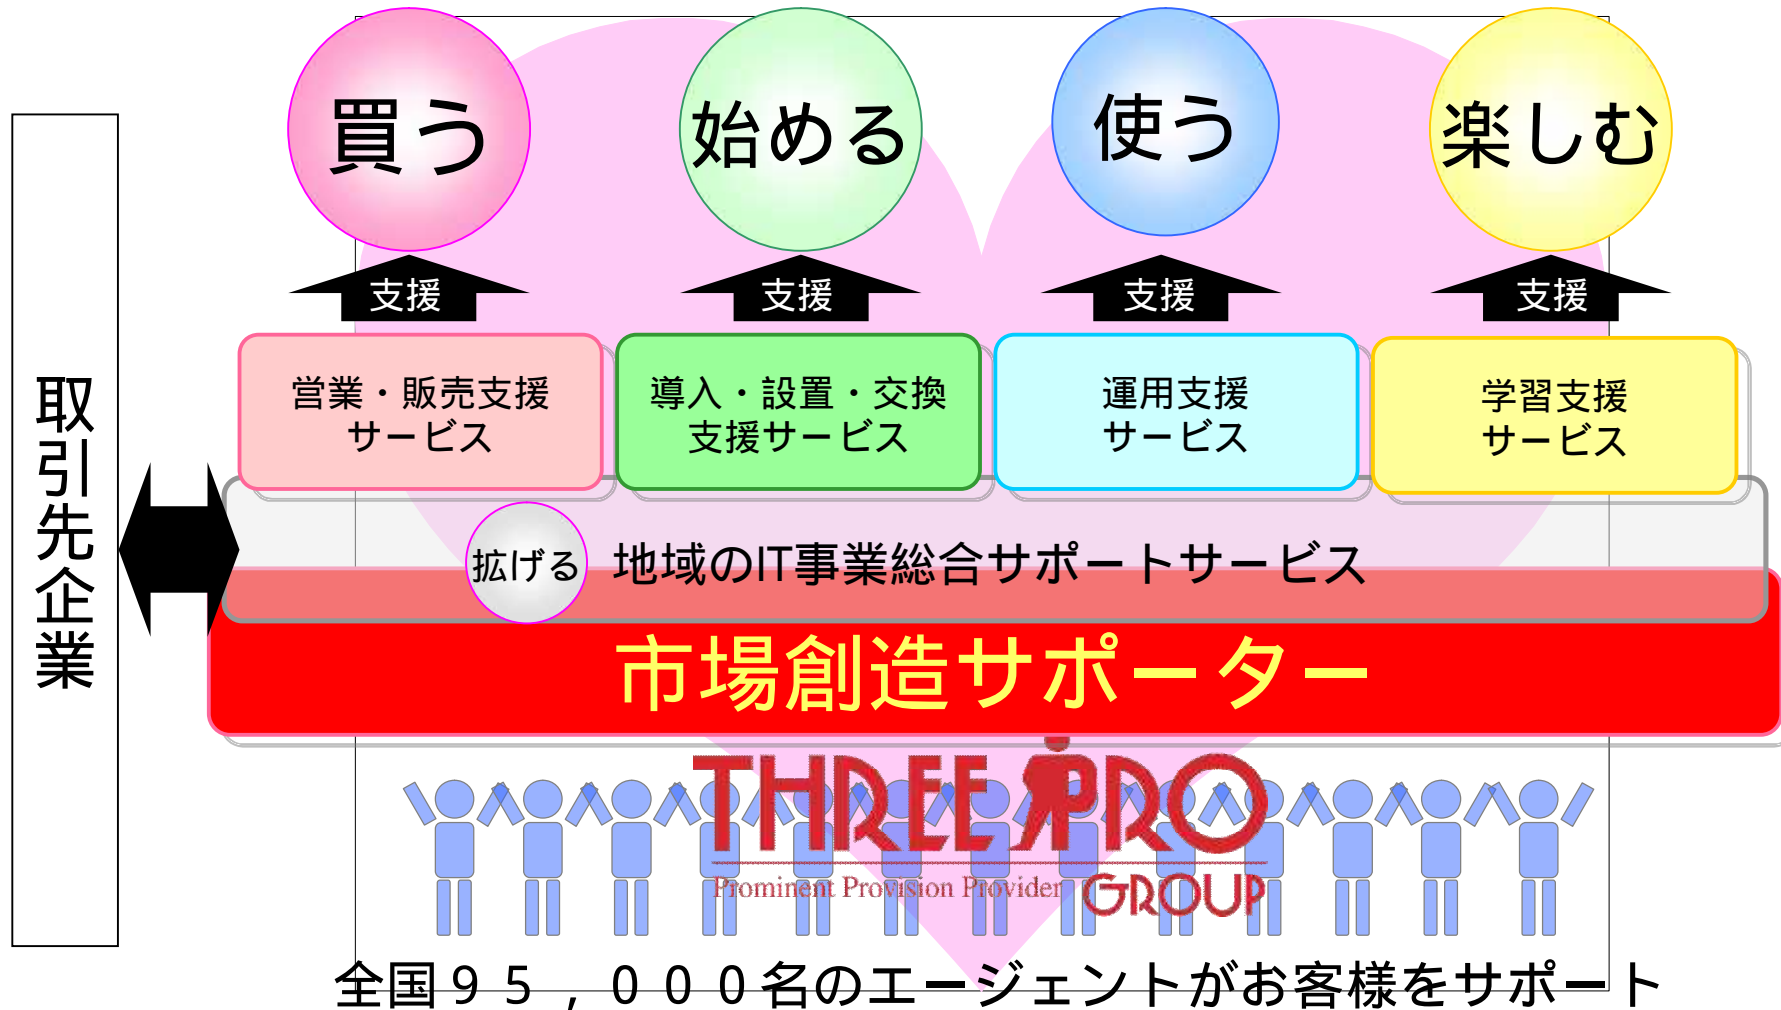 買う
始める
使う
楽しむ
支援
支援
支援
支援
営業・販売支援
サービス
導入・設置・交換
支援サービス
運用支援
サービス
学習支援
サービス
取引先企業
拡げる
地域のIT事業総合サポートサービス
市場創造サポーター
THREE PRO
Prominent Provision Provider
GROUP
全国９５，０００名のエージェントがお客様をサポート